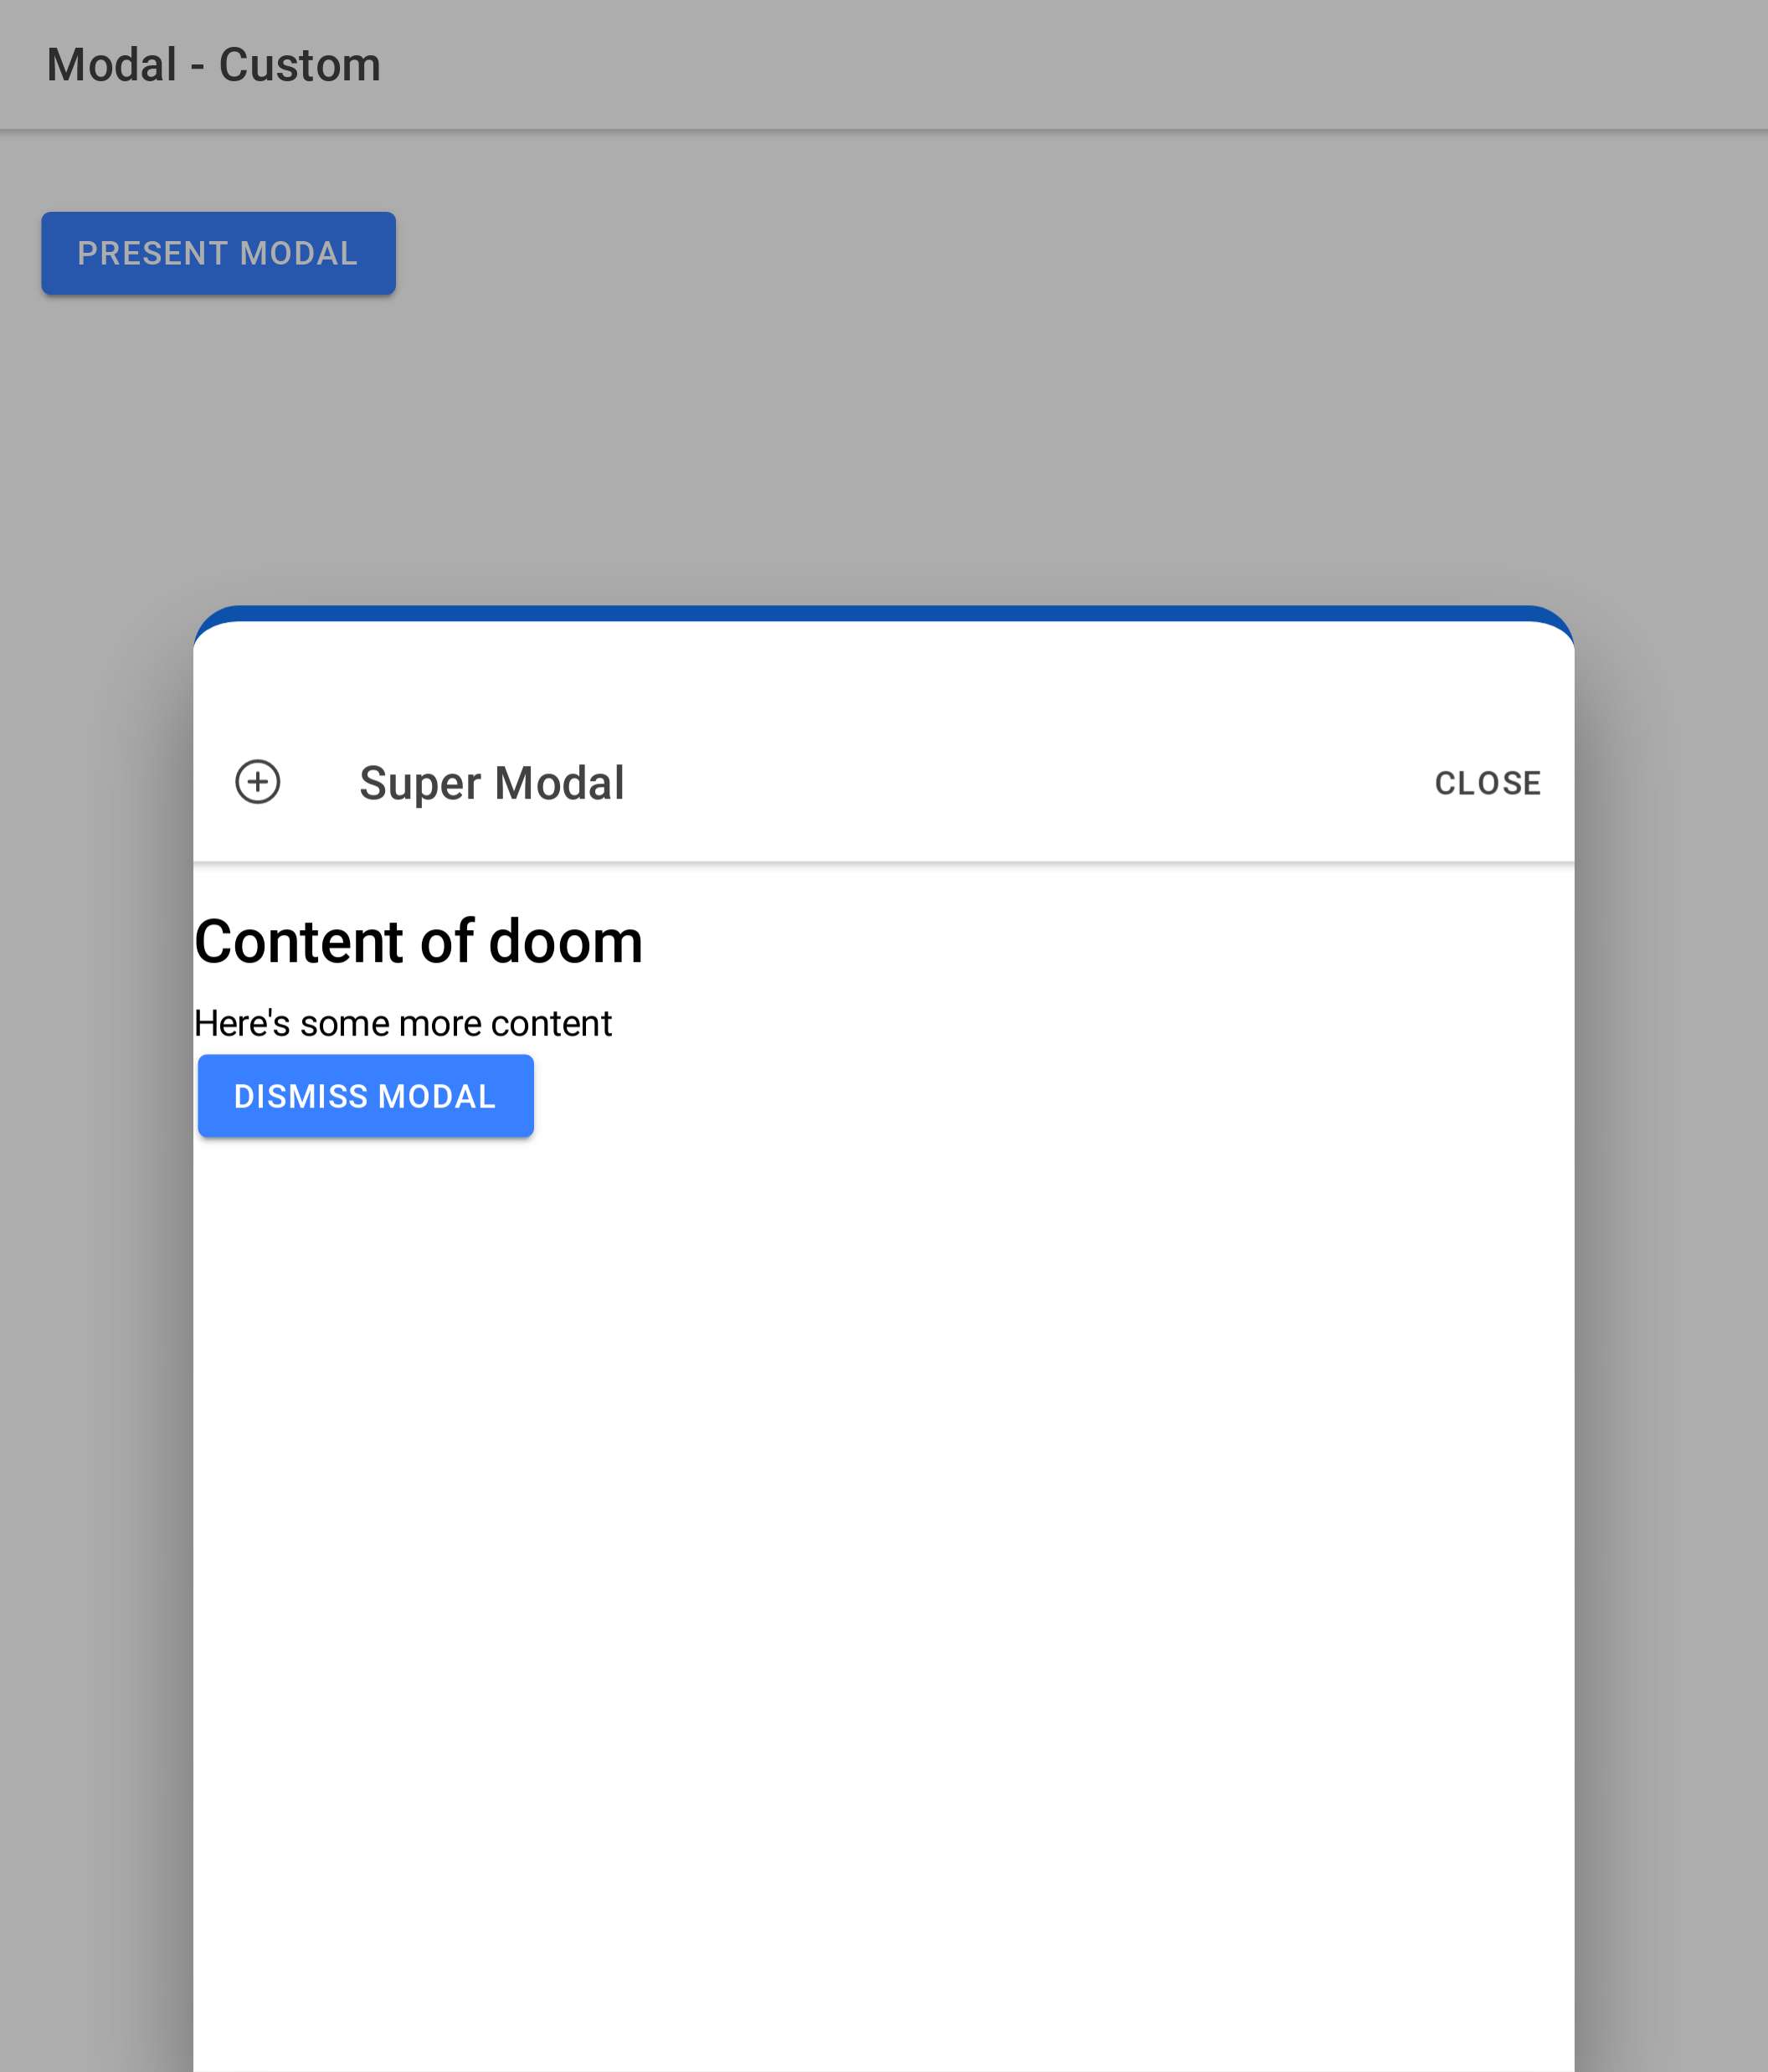 Modal - Custom
PRESENT MODAL
Super Modal
CLOSE
Content of doom
Here's some more content
DISMISS MODAL